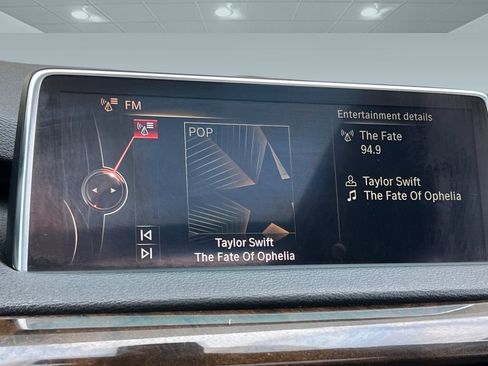 FM
POP
Taylor Swift
The Fate Of Ophelia
Entertainment details
The Fate
94.9
Taylor Swift
The Fate Of Ophelia